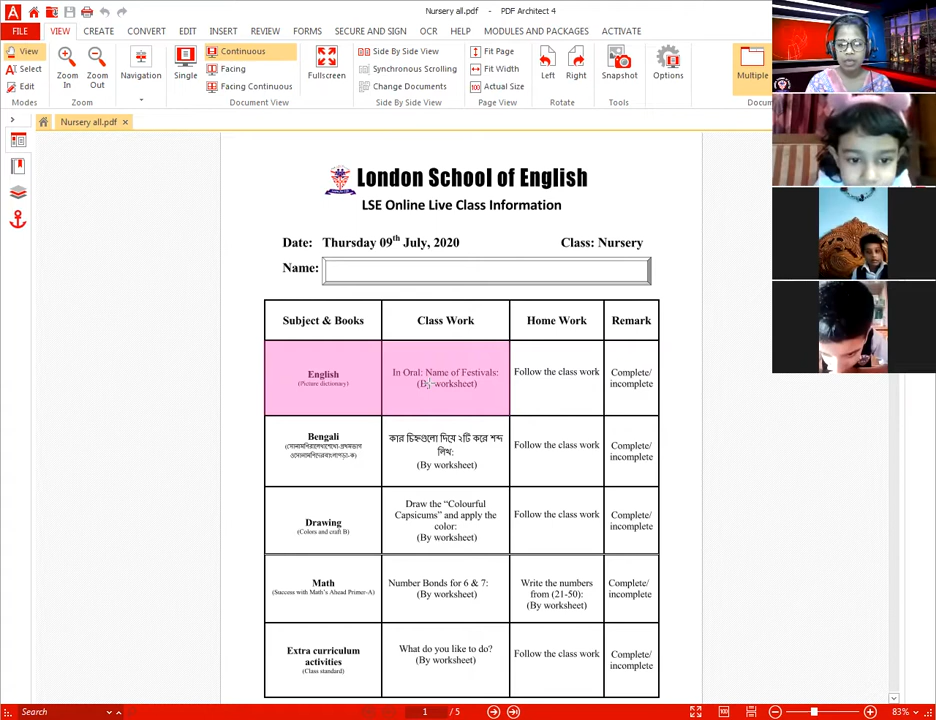 Nursery all.pdf - PDF Architect 4
FILE VIEW CREATE CONVERT EDIT INSERT REVIEW FORMS SECURE AND SIGN OCR HELP MODULES AND PACKAGES ACTIVATE
View
Select
Edit
Modes
Zoom In
Zoom Out
Zoom
Navigation
Single
Continuous
Facing
Facing Continuous
Document View
Fullscreen
Side By Side View
Synchronous Scrolling
Change Documents
Side By Side View
Fit Page
Fit Width
Actual Size
Page View
Left
Right
Rotate
Snapshot
Tools
Options
Multiple
Docum
Nursery all.pdf
London School of English
LSE Online Live Class Information
Date: Thursday 09th July, 2020 Class: Nursery
Name:
Subject & Books Class Work Home Work Remark
English
(Picture dictionary)
In Oral: Name of Festivals:
(By worksheet)
Follow the class work
Complete/
incomplete
Bengali
কার চিহ্নগুলো দিয়ে ২টি করে শব্দ
লিখ:
(By worksheet)
Follow the class work
Complete/
incomplete
Drawing
(Colors and craft B)
Draw the “Colourful
Capsicums” and apply the
color:
(By worksheet)
Follow the class work
Complete/
incomplete
Math
(Success with Math’s Ahead Primer-A)
Number Bonds for 6 & 7:
(By worksheet)
Write the numbers
from (21-50):
(By worksheet)
Complete/
incomplete
Extra curriculum
activities
(Class standard)
What do you like to do?
(By worksheet)
Follow the class work
Complete/
incomplete
Search
1 / 5
83%